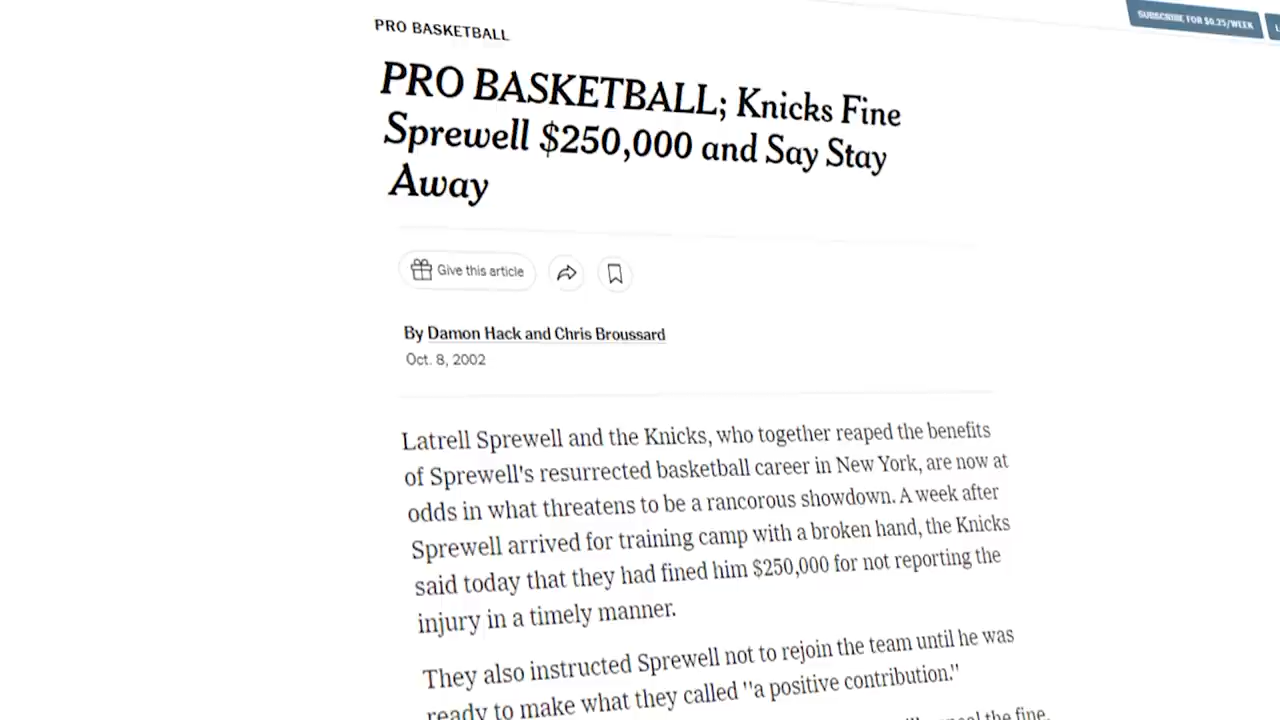 SUBSCRIBE FOR $0.25/WEEK
PRO BASKETBALL
PRO BASKETBALL; Knicks Fine
Sprewell $250,000 and Say Stay
Away
Give this article
By Damon Hack and Chris Broussard
Oct. 8, 2002
Latrell Sprewell and the Knicks, who together reaped the benefits
of Sprewell's resurrected basketball career in New York, are now at
odds in what threatens to be a rancorous showdown. A week after
Sprewell arrived for training camp with a broken hand, the Knicks
said today that they had fined him $250,000 for not reporting the
injury in a timely manner.
They also instructed Sprewell not to rejoin the team until he was
ready to make what they called "a positive contribution."
the fine.